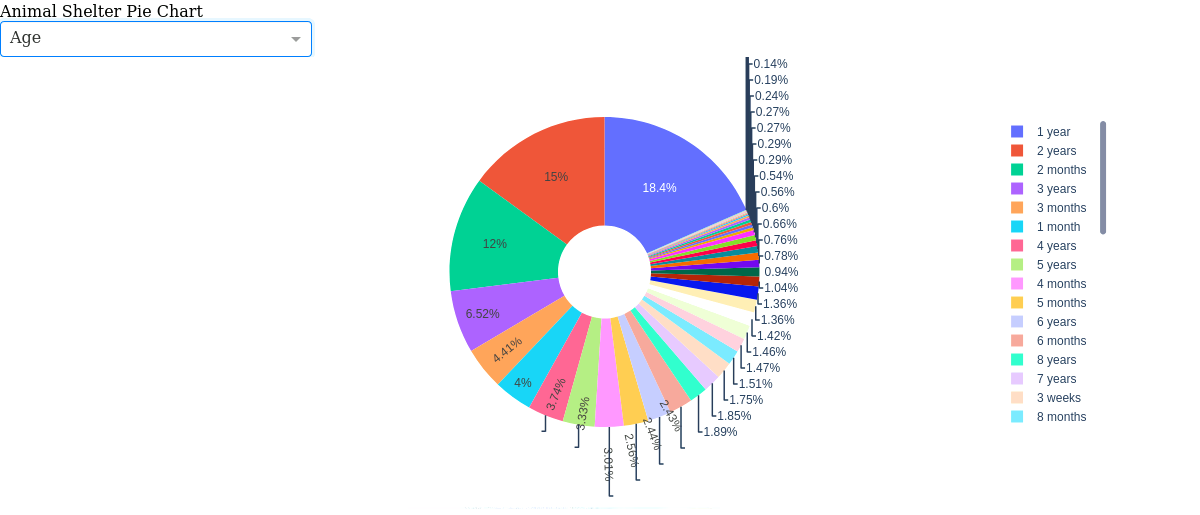 Animal Shelter Pie Chart
Age
0.14%
0.19%
0.24%
0.27%
0.27%
0.29%
0.29%
0.54%
0.56%
0.6%
0.66%
0.76%
0.78%
0.94%
1.04%
1.36%
1.36%
1.42%
1.46%
1.47%
1.51%
1.75%
1.85%
1.89%
18.4%
15%
12%
6.52%
4.41%
4%
3.74%
3.33%
3.01%
2.56%
2.44%
2.43%
1 year
2 years
2 months
3 years
3 months
1 month
4 years
5 years
4 months
5 months
6 years
6 months
8 years
7 years
3 weeks
8 months